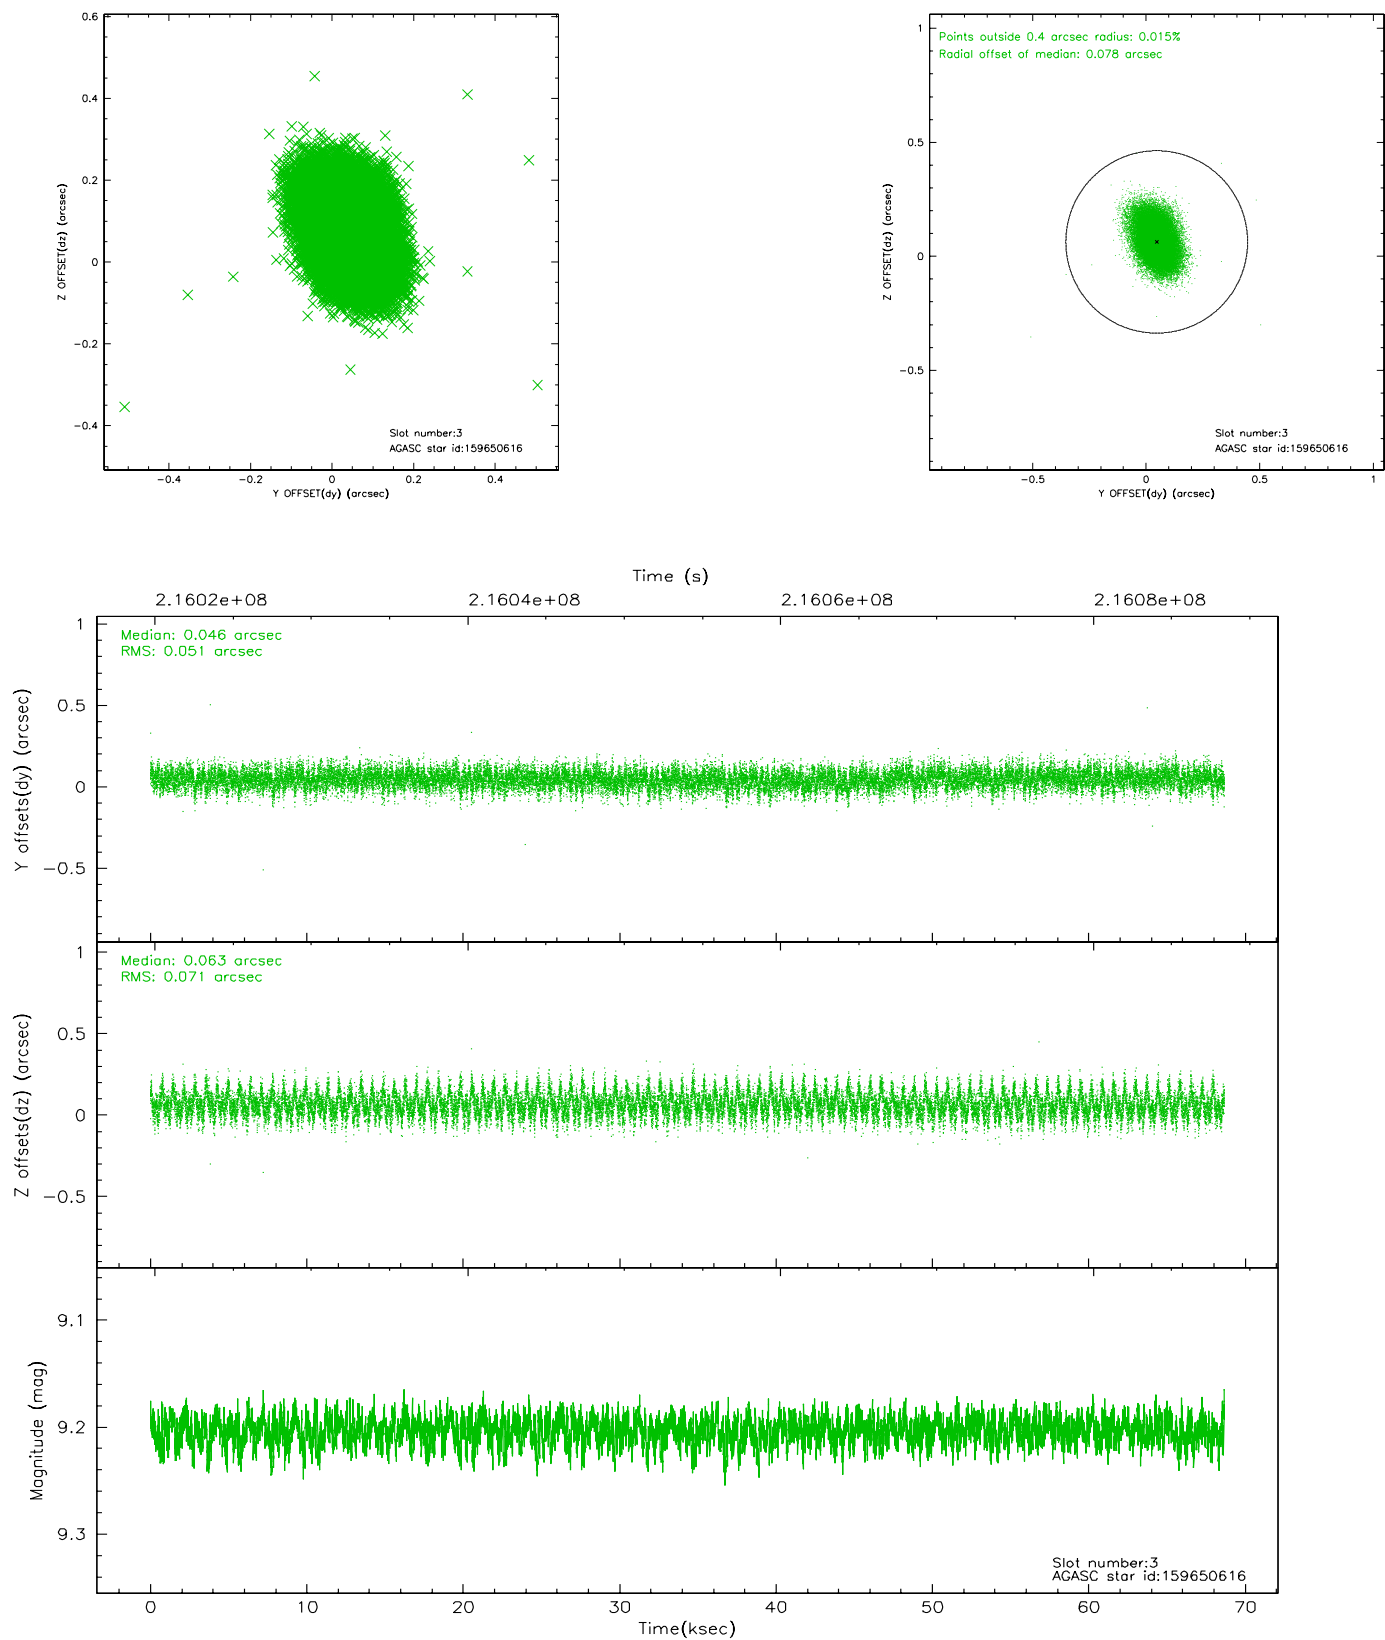 0.6
0.4
0.2
0
−0.2
−0.4
Z OFFSET(dz) (arcsec)
−0.4 −0.2 0 0.2 0.4
Y OFFSET(dy) (arcsec)
Slot number:3
AGASC star id:159650616
Points outside 0.4 arcsec radius: 0.015%
Radial offset of median: 0.078 arcsec
1
0.5
0
−0.5
Z OFFSET(dz) (arcsec)
−0.5 0 0.5 1
Y OFFSET(dy) (arcsec)
Slot number:3
AGASC star id:159650616
Time (s)
2.1602e+08 2.1604e+08 2.1606e+08 2.1608e+08
Median: 0.046 arcsec
RMS: 0.051 arcsec
1
0.5
0
−0.5
Y offsets(dy) (arcsec)
Median: 0.063 arcsec
RMS: 0.071 arcsec
1
0.5
0
−0.5
Z offsets(dz) (arcsec)
9.1
9.2
9.3
Magnitude (mag)
Slot number:3
AGASC star id:159650616
0 10 20 30 40 50 60 70
Time(ksec)